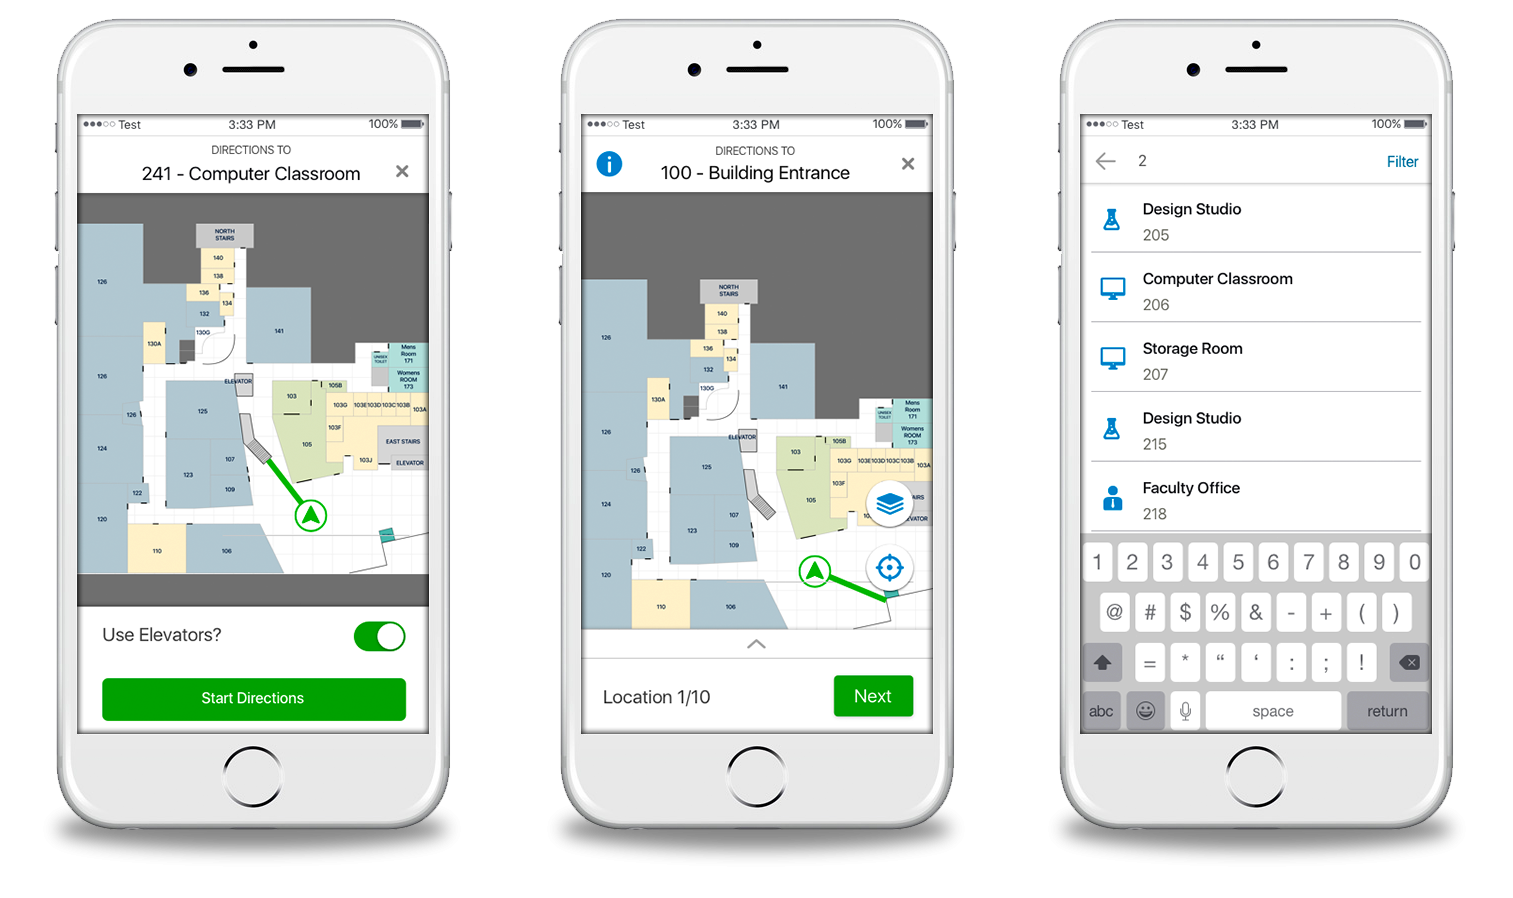 Test
3:33 PM
100%
DIRECTIONS TO
241 - Computer Classroom
NORTH
STAIRS
140
138
136
134
132
130G
130A
141
126
126
126
124
122
120
ELEVATOR
125
123
107
109
103
105
105B
103G
103E
103D
103C
103B
103A
103F
103J
UNISEX
TOILET
Mens
Room
171
Womens
ROOM
173
EAST STAIRS
ELEVATOR
110
106
Use Elevators?
Start Directions
Test
3:33 PM
100%
i
DIRECTIONS TO
100 - Building Entrance
NORTH
STAIRS
140
138
136
134
132
130G
130A
141
126
126
126
124
122
120
ELEVATOR
125
123
107
109
103
105
105B
103G
103E
103D
103C
103B
103A
103F
10
UNISEX
TOILET
Mens
Room
171
Womens
ROOM
173
AIRS
EVATOR
110
106
Location 1/10
Next
Test
3:33 PM
100%
2
Filter
Design Studio
205
Computer Classroom
206
Storage Room
207
Design Studio
215
Faculty Office
218
1 2 3 4 5 6 7 8 9 0
@ # $ % & - + ( )
= * “ ‘ : ; !
abc
space
return